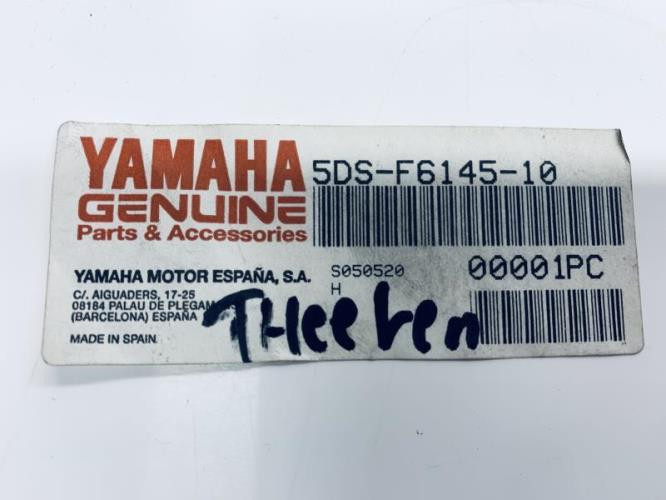 YAMAHA
GENUINE
Parts & Accessories
5DS-F6145-10
YAMAHA MOTOR ESPAÑA, S.A.
C/. AIGUADERS, 17-25
08184 PALAU DE PLEGAM
(BARCELONA) ESPAÑA
MADE IN SPAIN
S050520
H
00001PC